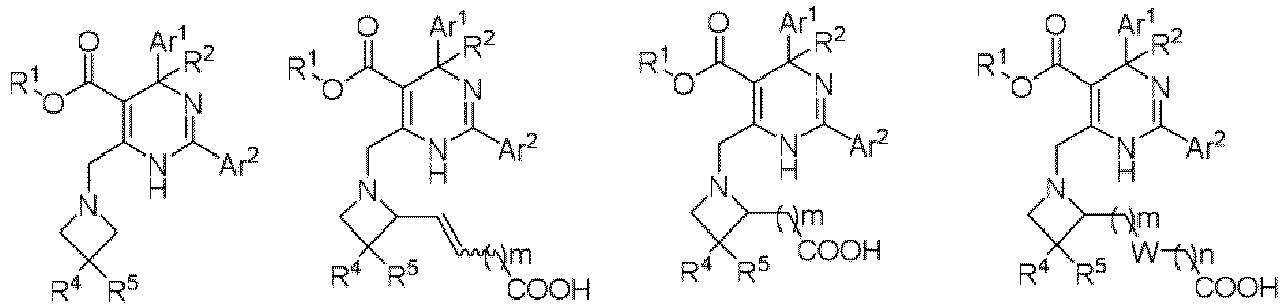 O Ar¹ R² R¹ O N N H Ar² N R⁴ R⁵
O Ar¹ R² R¹ O N N H Ar² N R⁴ R⁵ ( )m COOH
O Ar¹ R² R¹ O N N H Ar² N R⁴ R⁵ ( )m COOH
O Ar¹ R² R¹ O N N H Ar² N R⁴ R⁵ ( )m W ( )n COOH